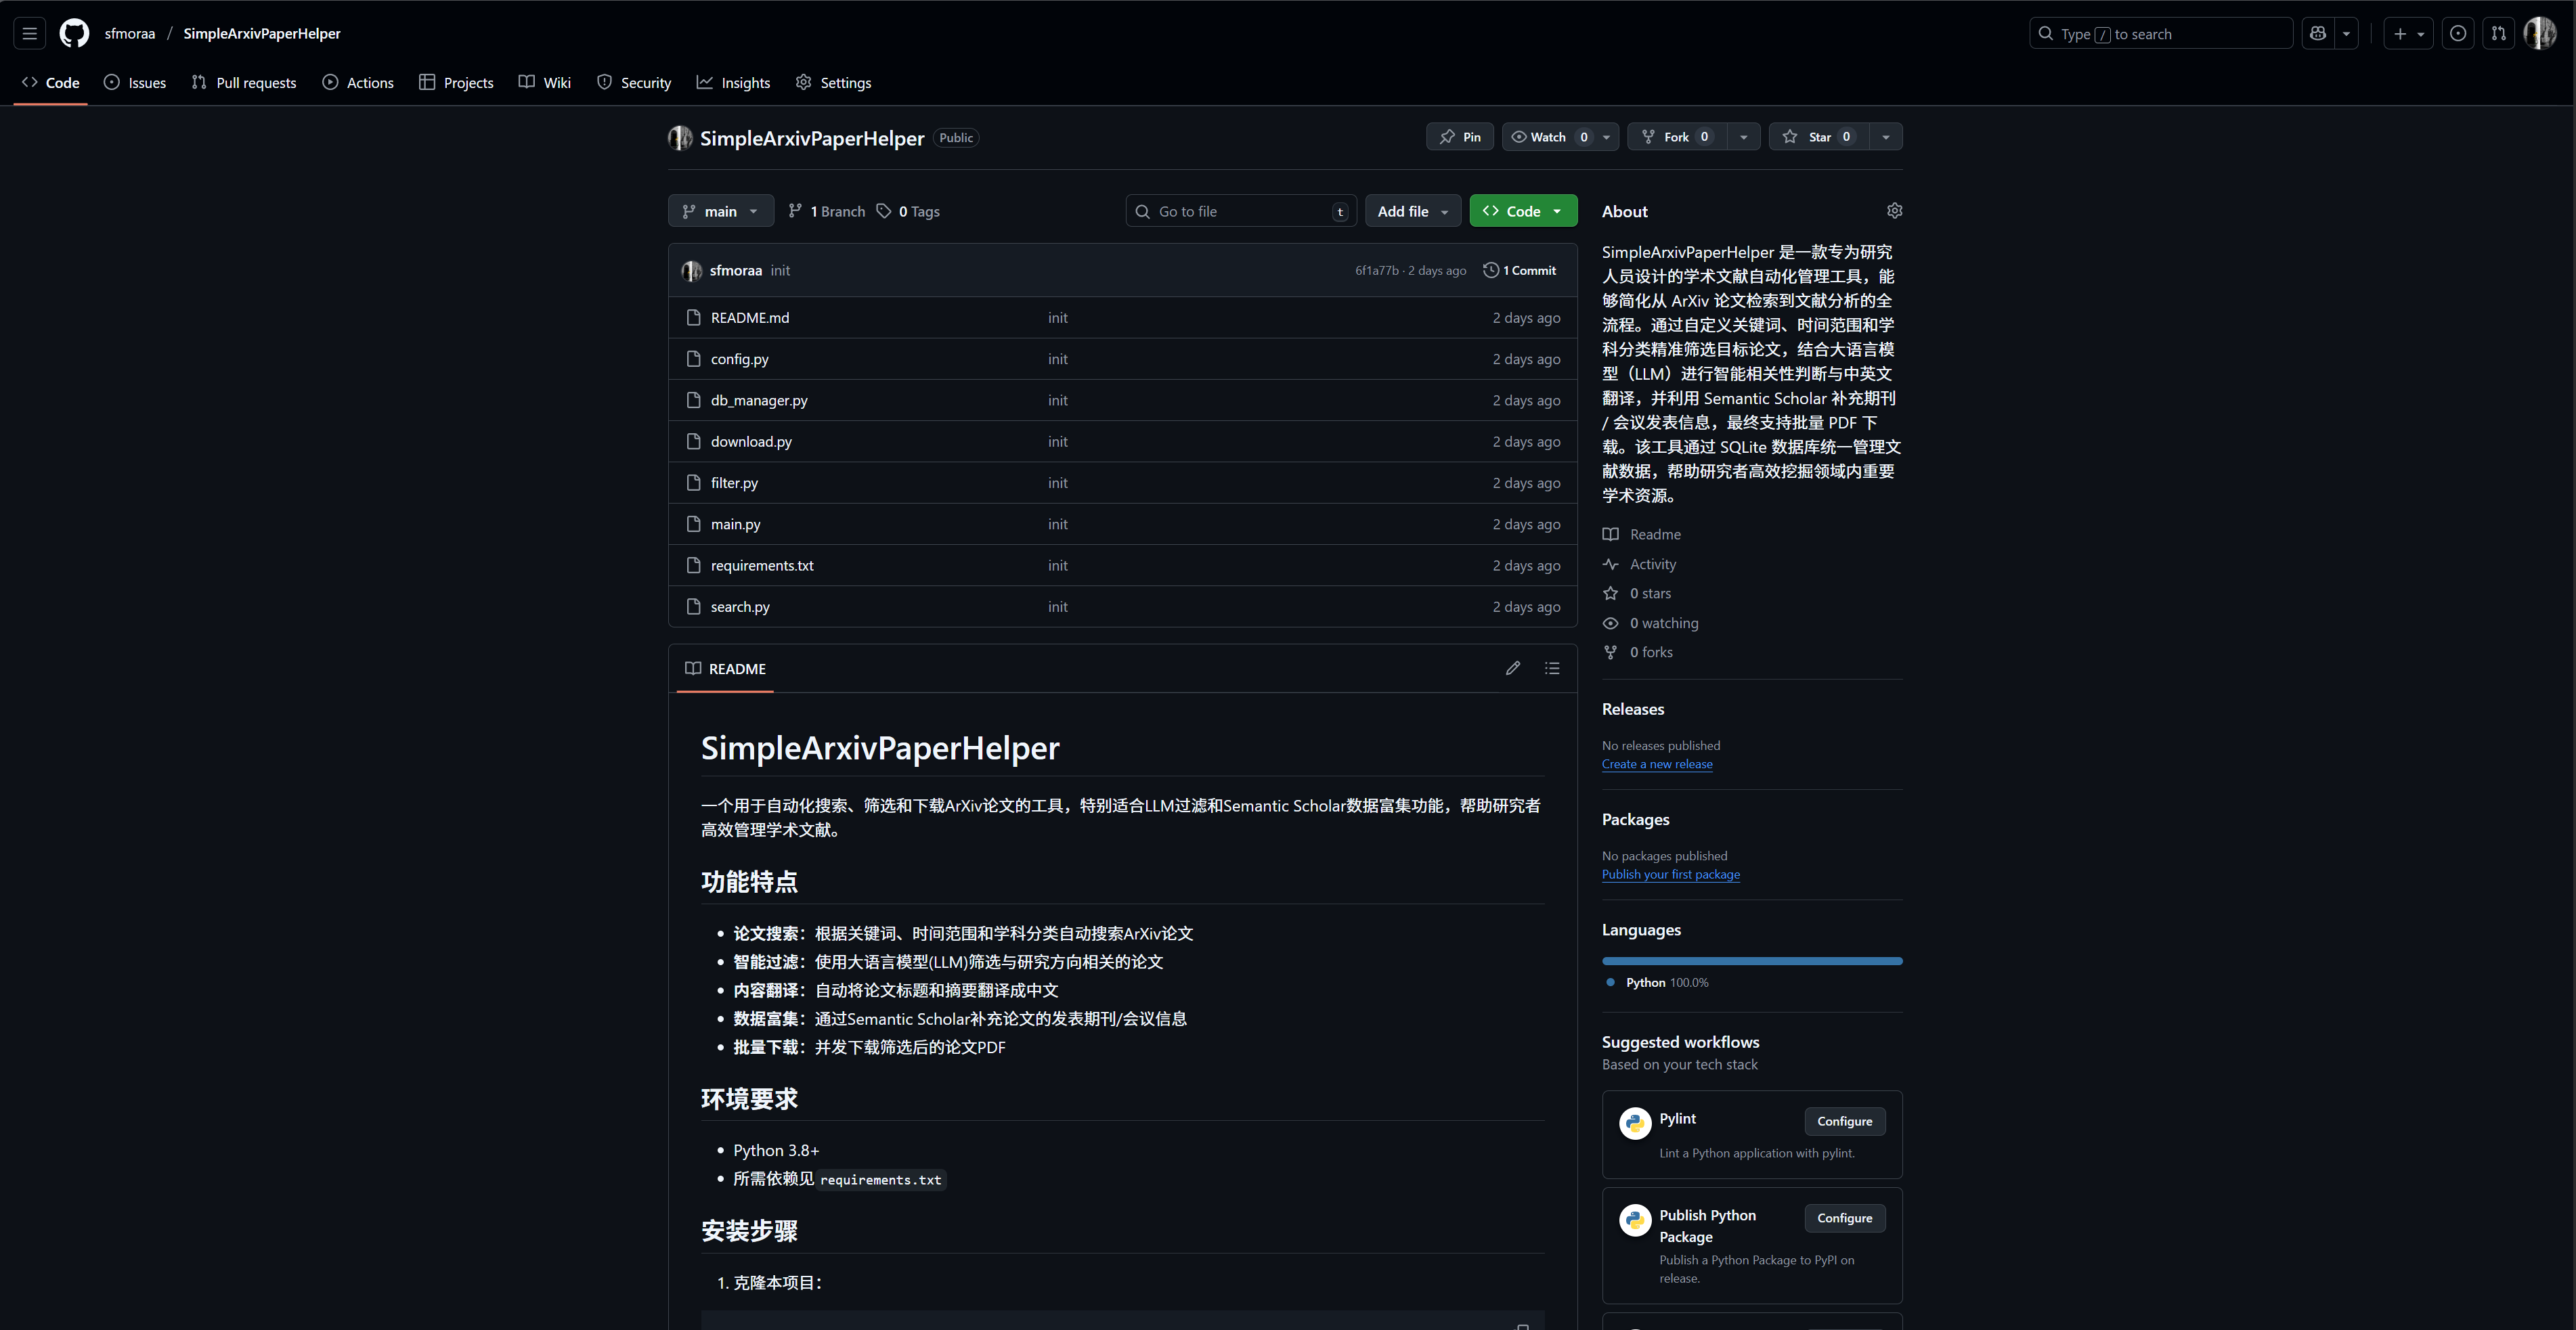 sfmoraa / SimpleArxivPaperHelper
Type / to search
Code Issues Pull requests Actions Projects Wiki Security Insights Settings
SimpleArxivPaperHelper Public
Pin Watch 0 Fork 0 Star 0
main 1 Branch 0 Tags
Go to file t Add file Code
sfmoraa init 6f1a77b · 2 days ago 1 Commit
README.md init 2 days ago
config.py init 2 days ago
db_manager.py init 2 days ago
download.py init 2 days ago
filter.py init 2 days ago
main.py init 2 days ago
requirements.txt init 2 days ago
search.py init 2 days ago
README
SimpleArxivPaperHelper
一个用于自动化搜索、筛选和下载ArXiv论文的工具，特别适合LLM过滤和Semantic Scholar数据富集功能，帮助研究者
高效管理学术文献。
功能特点
论文搜索：根据关键词、时间范围和学科分类自动搜索ArXiv论文
智能过滤：使用大语言模型(LLM)筛选与研究方向相关的论文
内容翻译：自动将论文标题和摘要翻译成中文
数据富集：通过Semantic Scholar补充论文的发表期刊/会议信息
批量下载：并发下载筛选后的论文PDF
环境要求
Python 3.8+
所需依赖见 requirements.txt
安装步骤
1. 克隆本项目：
About
SimpleArxivPaperHelper 是一款专为研究
人员设计的学术文献自动化管理工具，能
够简化从 ArXiv 论文检索到文献分析的全
流程。通过自定义关键词、时间范围和学
科分类精准筛选目标论文，结合大语言模
型（LLM）进行智能相关性判断与中英文
翻译，并利用 Semantic Scholar 补充期刊
/ 会议发表信息，最终支持批量 PDF 下
载。该工具通过 SQLite 数据库统一管理文
献数据，帮助研究者高效挖掘领域内重要
学术资源。
Readme
Activity
0 stars
0 watching
0 forks
Releases
No releases published
Create a new release
Packages
No packages published
Publish your first package
Languages
Python 100.0%
Suggested workflows
Based on your tech stack
Pylint Configure
Lint a Python application with pylint.
Publish Python
Package
Configure
Publish a Python Package to PyPI on
release.